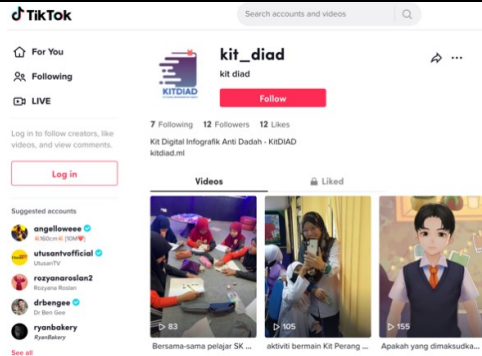 TikTok
Search accounts and videos
For You
Following
LIVE
Log in to follow creators, like
videos, and view comments.
Log in
Suggested accounts
angelloweee
160cm [10M]
utusantvofficial
UtusanTV
rozyanaroslan2
Rozyana Roslan
drbengee
Dr Ben Gee
ryanbakery
RyanBakery
See all
KITDIAD
kit_diad
kit diad
Follow
7 Following 12 Followers 12 Likes
Kit Digital Infografik Anti Dadah - KitDIAD
kitdiad.ml
Videos
Liked
83
105
155
Bersama-sama pelajar SK ...
aktiviti bermain Kit Perang ...
Apakah yang dimaksudka...